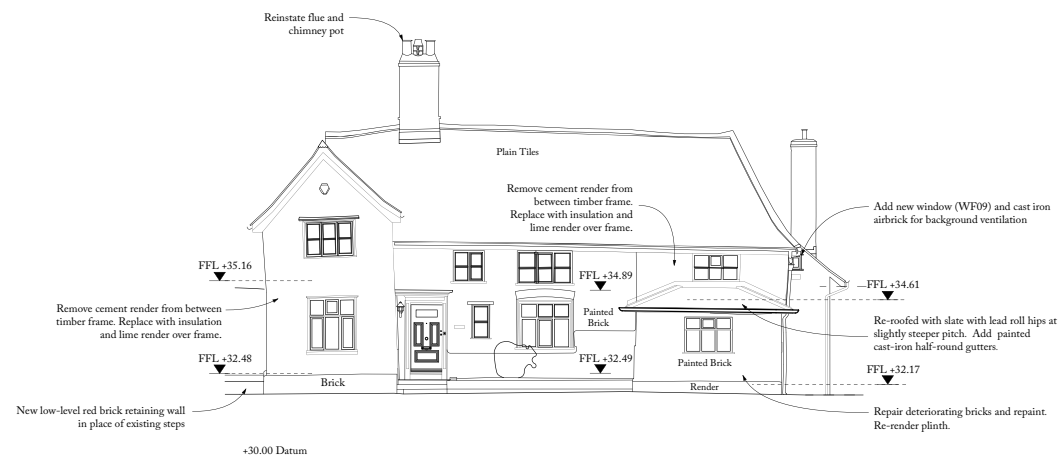 Reinstate flue and
chimney pot
Plain Tiles
Remove cement render from
between timber frame.
Replace with insulation and
lime render over frame.
Add new window (WF09) and cast iron
airbrick for background ventilation
FFL +35.16
FFL +34.89
FFL +34.61
Remove cement render from between
timber frame. Replace with insulation
and lime render over frame.
Painted
Brick
Re-roofed with slate with lead roll hips at
slightly steeper pitch. Add painted
cast-iron half-round gutters.
FFL +32.48
FFL +32.49
Painted Brick
FFL +32.17
Brick
Render
New low-level red brick retaining wall
in place of existing steps
Repair deteriorating bricks and repaint.
Re-render plinth.
+30.00 Datum